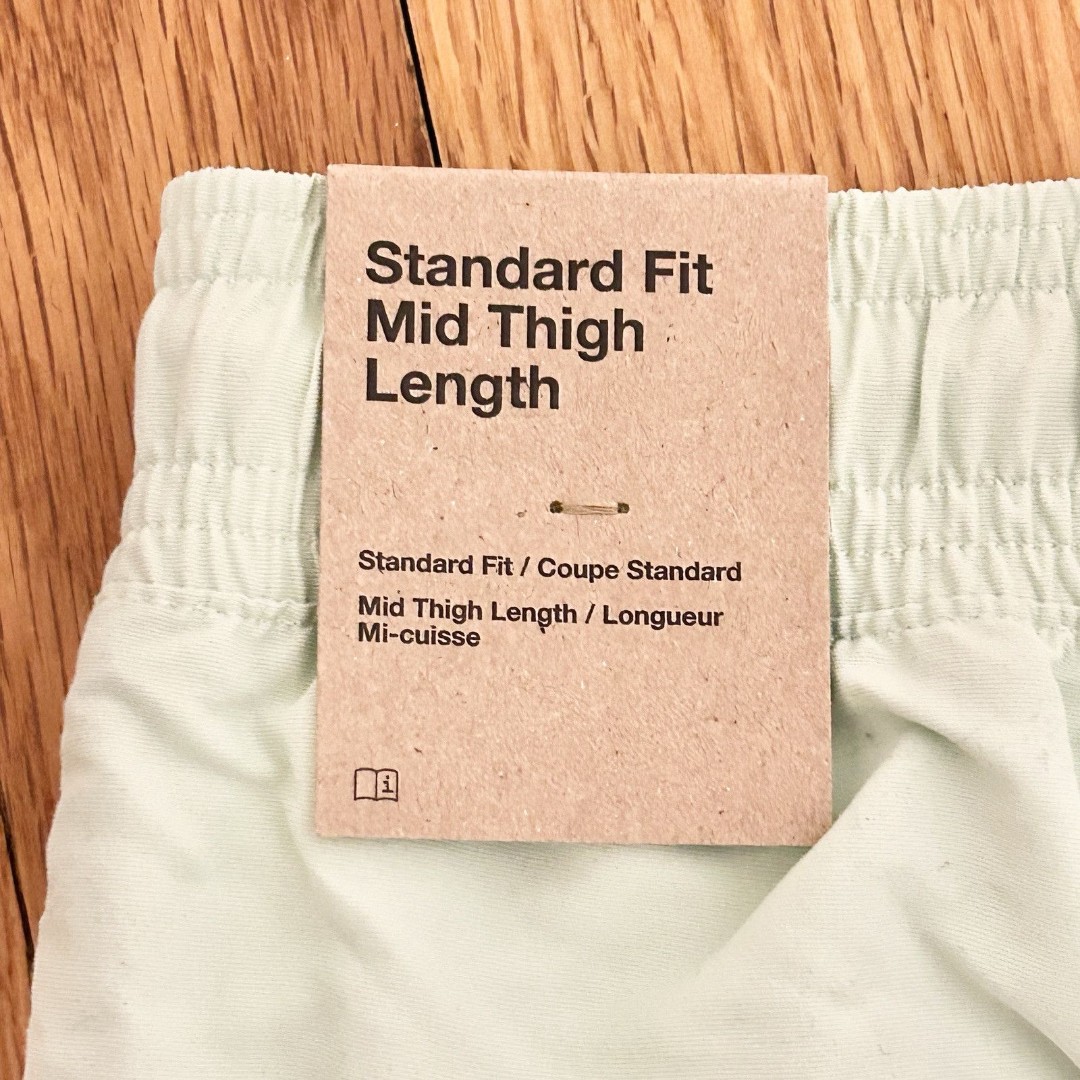 Standard Fit
Mid Thigh
Length
Standard Fit / Coupe Standard
Mid Thigh Length / Longueur
Mi-cuisse
i